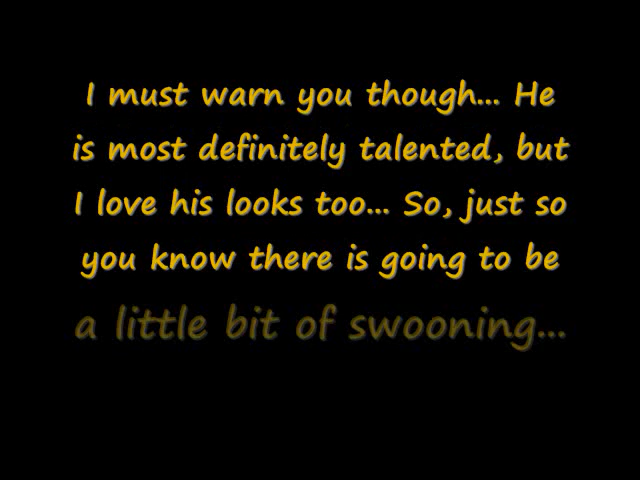 I must warn you though... He
is most definitely talented, but
I love his looks too... So, just so
you know there is going to be
a little bit of swooning...